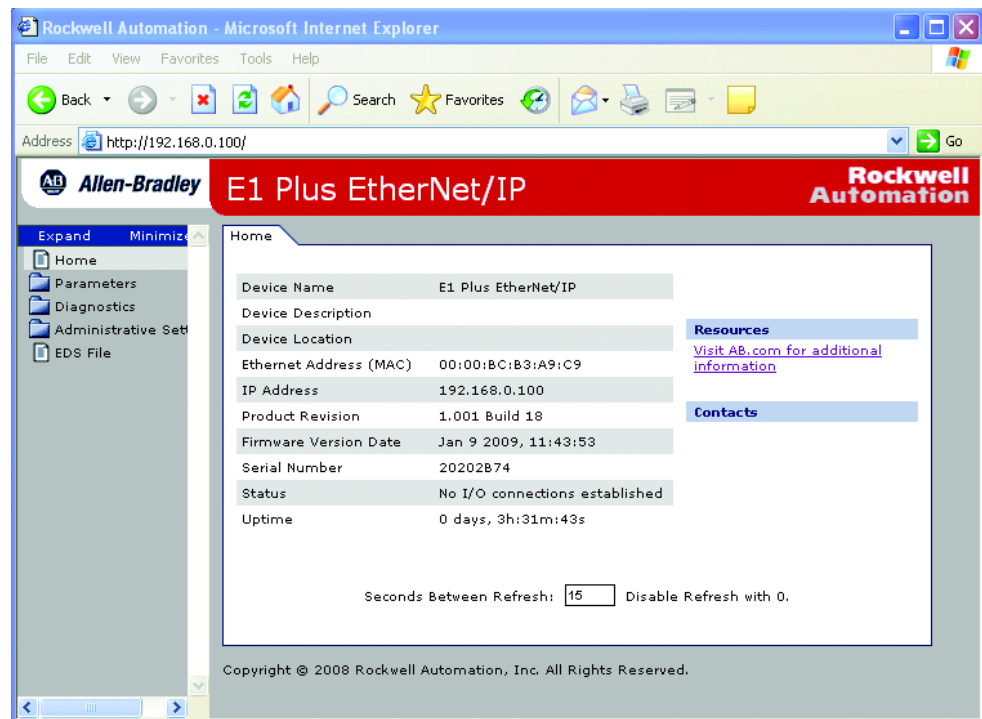 Rockwell Automation - Microsoft Internet Explorer
File Edit View Favorites Tools Help
Back Search Favorites
Address http://192.168.0.100/ Go
AB Allen-Bradley E1 Plus EtherNet/IP Rockwell Automation
Expand Minimize
Home
Parameters
Diagnostics
Administrative Sett
EDS File
Home
Device Name E1 Plus EtherNet/IP
Device Description
Device Location
Ethernet Address (MAC) 00:00:BC:B3:A9:C9
IP Address 192.168.0.100
Product Revision 1.001 Build 18
Firmware Version Date Jan 9 2009, 11:43:53
Serial Number 20202B74
Status No I/O connections established
Uptime 0 days, 3h:31m:43s
Resources
Visit AB.com for additional
information
Contacts
Seconds Between Refresh: 15 Disable Refresh with 0.
Copyright © 2008 Rockwell Automation, Inc. All Rights Reserved.